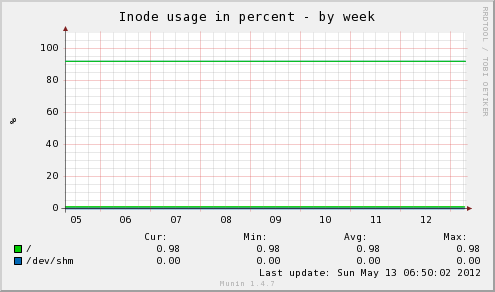 Inode usage in percent - by week
RRDTOOL / TOBI OETIKER
%
100
80
60
40
20
0
05 06 07 08 09 10 11 12
Cur: Min: Avg: Max:
/ 0.98 0.98 0.98 0.98
/dev/shm 0.00 0.00 0.00 0.00
Last update: Sun May 13 06:50:02 2012
Munin 1.4.7